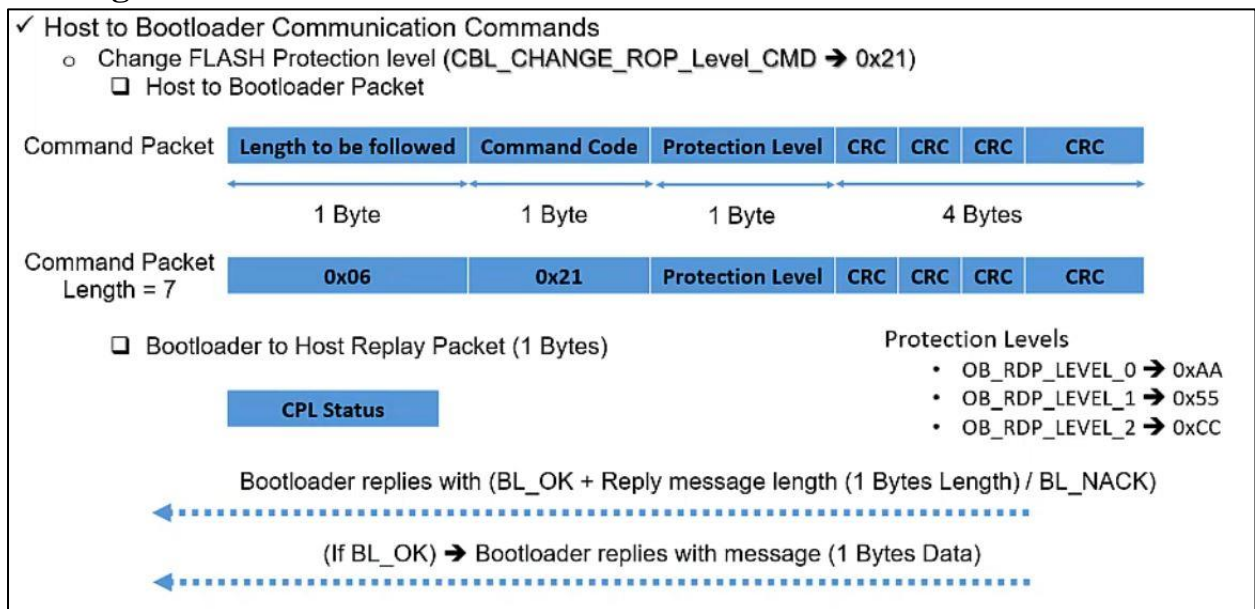 ✓ Host to Bootloader Communication Commands
o Change FLASH Protection level (CBL_CHANGE_ROP_Level_CMD ➔ 0x21)
❑ Host to Bootloader Packet
Command Packet Length to be followed Command Code Protection Level CRC CRC CRC CRC
1 Byte 1 Byte 1 Byte 4 Bytes
Command Packet
Length = 7 0x06 0x21 Protection Level CRC CRC CRC CRC
❑ Bootloader to Host Replay Packet (1 Bytes)
CPL Status
Protection Levels
• OB_RDP_LEVEL_0 ➔ 0xAA
• OB_RDP_LEVEL_1 ➔ 0x55
• OB_RDP_LEVEL_2 ➔ 0xCC
Bootloader replies with (BL_OK + Reply message length (1 Bytes Length) / BL_NACK)
(If BL_OK) ➔ Bootloader replies with message (1 Bytes Data)